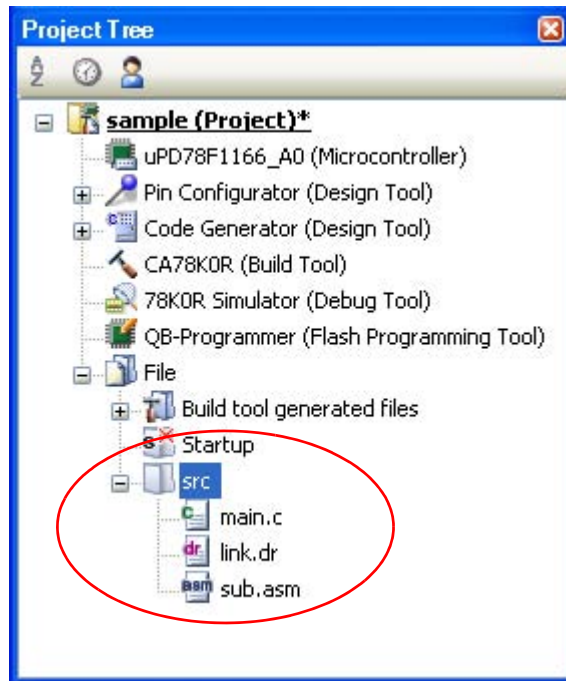 Project Tree
sample (Project)*
uPD78F1166_A0 (Microcontroller)
Pin Configurator (Design Tool)
Code Generator (Design Tool)
CA78K0R (Build Tool)
78K0R Simulator (Debug Tool)
QB-Programmer (Flash Programming Tool)
File
Build tool generated files
Startup
src
main.c
link.dr
sub.asm